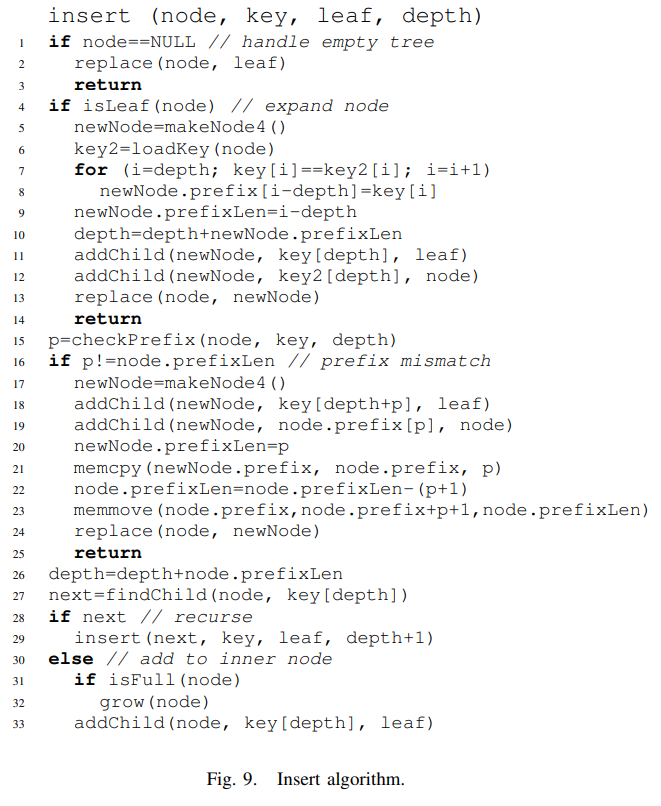 insert (node, key, leaf, depth)
1 if node==NULL // handle empty tree
2 replace(node, leaf)
3 return
4 if isLeaf(node) // expand node
5 newNode=makeNode4()
6 key2=loadKey(node)
7 for (i=depth; key[i]==key2[i]; i=i+1)
8 newNode.prefix[i-depth]=key[i]
9 newNode.prefixLen=i-depth
10 depth=depth+newNode.prefixLen
11 addChild(newNode, key[depth], leaf)
12 addChild(newNode, key2[depth], node)
13 replace(node, newNode)
14 return
15 p=checkPrefix(node, key, depth)
16 if p!=node.prefixLen // prefix mismatch
17 newNode=makeNode4()
18 addChild(newNode, key[depth+p], leaf)
19 addChild(newNode, node.prefix[p], node)
20 newNode.prefixLen=p
21 memcpy(newNode.prefix, node.prefix, p)
22 node.prefixLen=node.prefixLen-(p+1)
23 memmove(node.prefix,node.prefix+p+1,node.prefixLen)
24 replace(node, newNode)
25 return
26 depth=depth+node.prefixLen
27 next=findChild(node, key[depth])
28 if next // recurse
29 insert(next, key, leaf, depth+1)
30 else // add to inner node
31 if isFull(node)
32 grow(node)
33 addChild(node, key[depth], leaf)
Fig. 9. Insert algorithm.